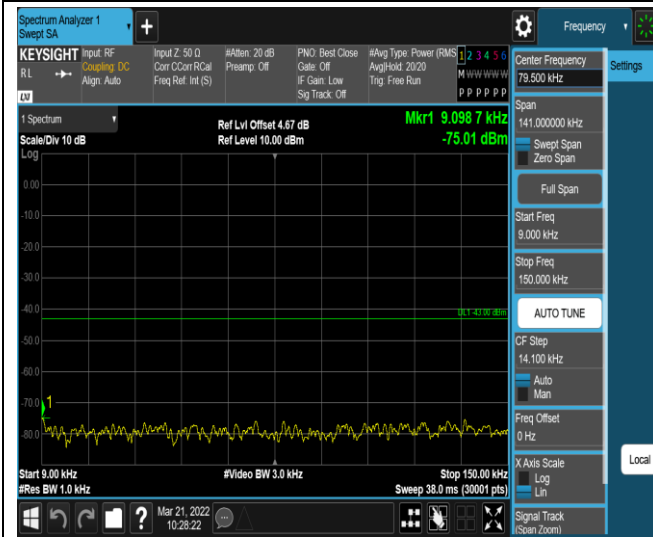 Spectrum Analyzer 1
Swept SA
Frequency
KEYSIGHT
RL
LXI
Input: RF
Coupling: DC
Align: Auto
Input Z: 50 Ω
Corr CCorr RCal
Freq Ref: Int (S)
#Atten: 20 dB
Preamp: Off
PNO: Best Close
Gate: Off
IF Gain: Low
Sig Track: Off
#Avg Type: Power (RMS
Avg|Hold: 20/20
Trig: Free Run
1 2 3 4 5 6
M W W W W W
P P P P P P
1 Spectrum
Scale/Div 10 dB
Log
Ref Lvl Offset 4.67 dB
Ref Level 10.00 dBm
Mkr1 9.098 7 kHz
-75.01 dBm
0.00
-10.0
-20.0
-30.0
-40.0
DL1 -43.00 dBm
-50.0
-60.0
-70.0
1
-80.0
Start 9.00 kHz
#Res BW 1.0 kHz
#Video BW 3.0 kHz
Stop 150.00 kHz
Sweep 38.0 ms (30001 pts)
?
Mar 21, 2022
10:28:22
Center Frequency
79.500 kHz
Span
141.000000 kHz
Swept Span
Zero Span
Full Span
Start Freq
9.000 kHz
Stop Freq
150.000 kHz
AUTO TUNE
CF Step
14.100 kHz
Auto
Man
Freq Offset
0 Hz
X Axis Scale
Log
Lin
Signal Track
(Span Zoom)
Settings
Local